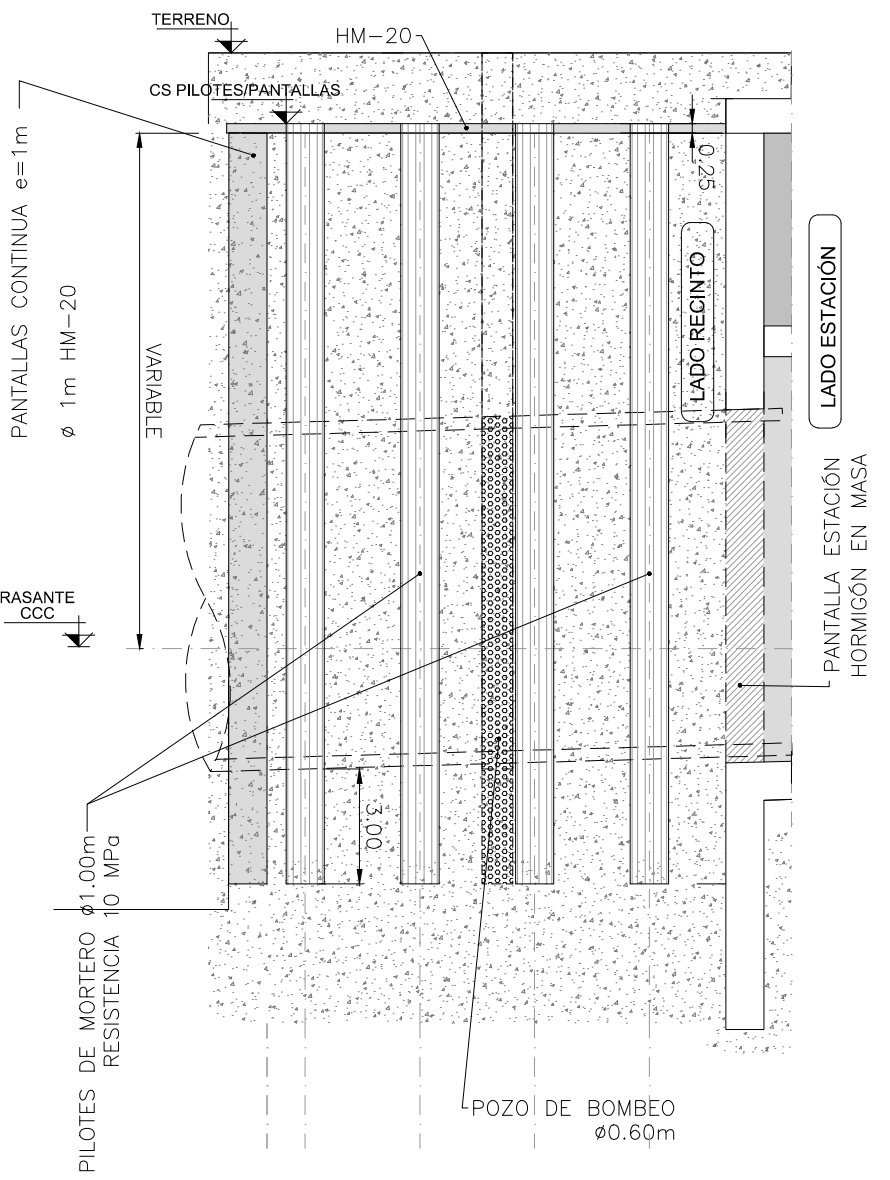 TERRENO
HM-20
CS PILOTES/PANTALLAS
0.25
PANTALLAS CONTINUA e=1m
ø 1m HM-20
VARIABLE
LADO RECINTO
LADO ESTACIÓN
PANTALLA ESTACIÓN
HORMIGÓN EN MASA
RASANTE
CCC
3.00
PILOTES DE MORTERO ø1.00m
RESISTENCIA 10 MPa
POZO DE BOMBEO
ø0.60m